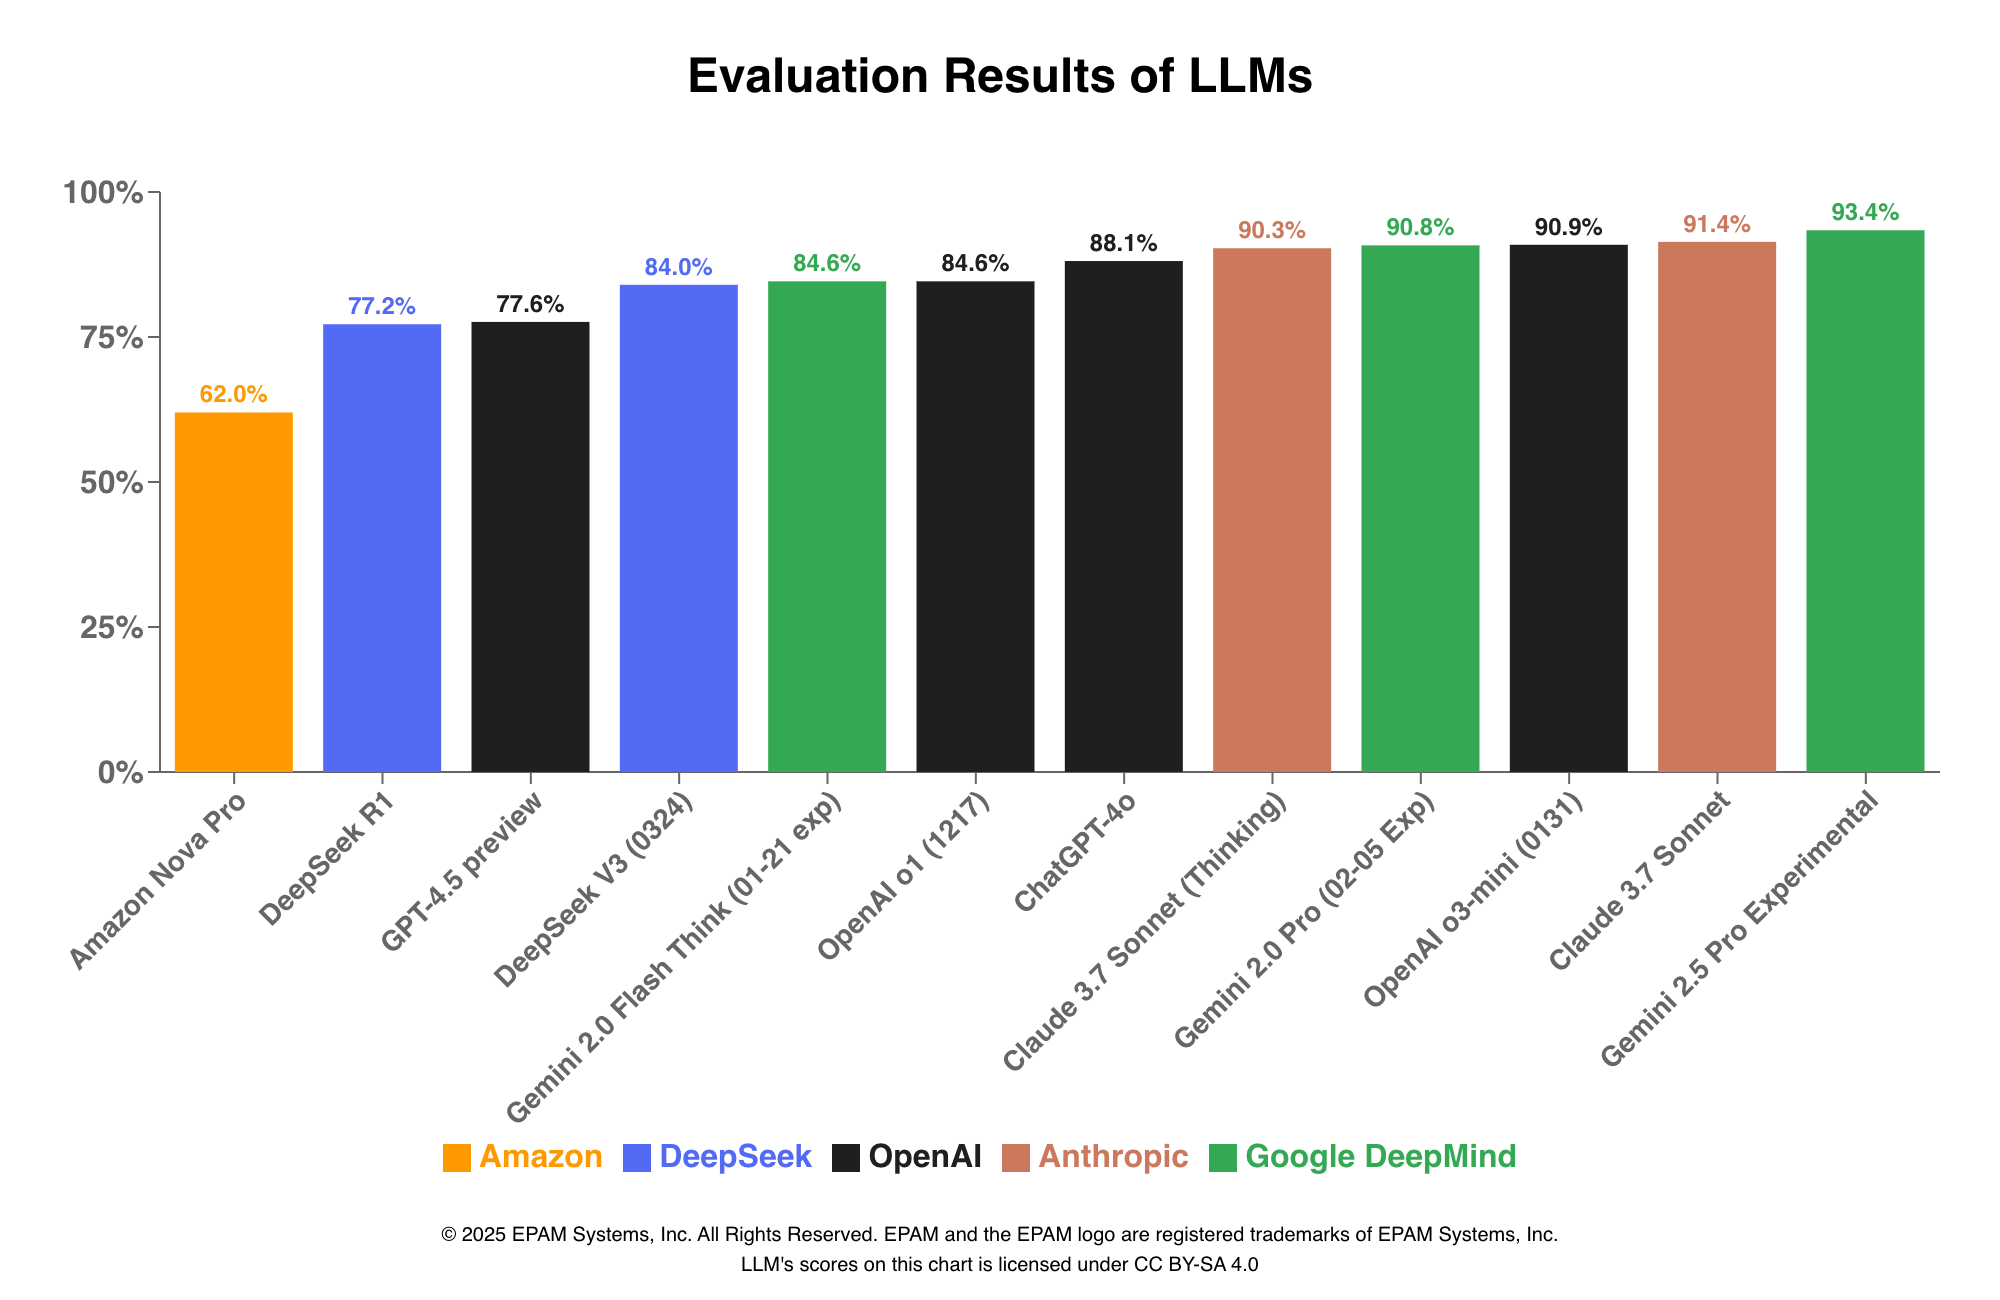 Evaluation Results of LLMs
100%
75%
50%
25%
0%
62.0%
77.2%
77.6%
84.0%
84.6%
84.6%
88.1%
90.3%
90.8%
90.9%
91.4%
93.4%
Amazon Nova Pro
DeepSeek R1
GPT-4.5 preview
DeepSeek V3 (0324)
Gemini 2.0 Flash Think (01-21 exp)
OpenAI o1 (1217)
ChatGPT-4o
Claude 3.7 Sonnet (Thinking)
Gemini 2.0 Pro (02-05 Exp)
OpenAI o3-mini (0131)
Claude 3.7 Sonnet
Gemini 2.5 Pro Experimental
Amazon DeepSeek OpenAI Anthropic Google DeepMind
© 2025 EPAM Systems, Inc. All Rights Reserved. EPAM and the EPAM logo are registered trademarks of EPAM Systems, Inc.
LLM's scores on this chart is licensed under CC BY-SA 4.0